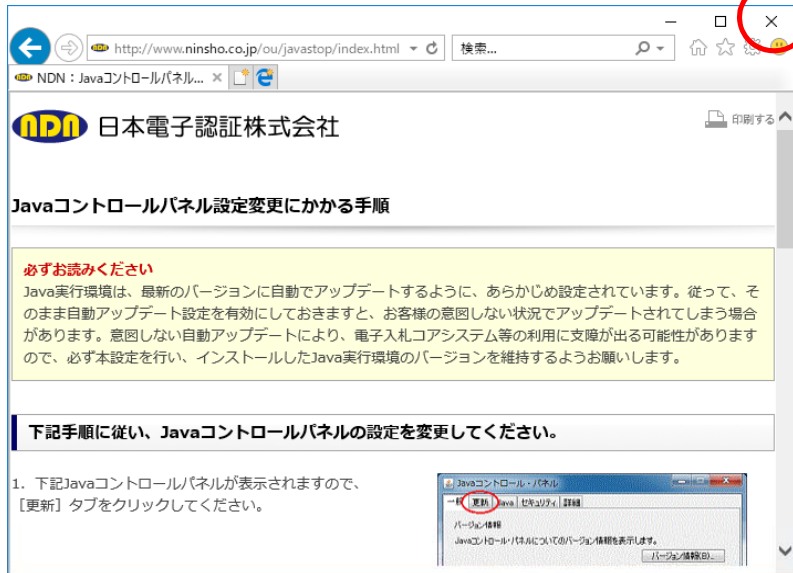 http://www.ninsho.co.jp/ou/javastop/index.html
検索...
NDN：Javaコントロールパネル...
NDN 日本電子認証株式会社
印刷する
Javaコントロールパネル設定変更にかかる手順
必ずお読みください
Java実行環境は、最新のバージョンに自動でアップデートするように、あらかじめ設定されています。従って、そ
のまま自動アップデート設定を有効にしておきますと、お客様の意図しない状況でアップデートされてしまう場合
があります。意図しない自動アップデートにより、電子入札コアシステム等の利用に支障が出る可能性があります
ので、必ず本設定を行い、インストールしたJava実行環境のバージョンを維持するようお願いします。
下記手順に従い、Javaコントロールパネルの設定を変更してください。
1．下記Javaコントロールパネルが表示されますので、
［更新］タブをクリックしてください。
Javaコントロール・パネル
更新 Java セキュリティ 詳細
バージョン情報
Javaコントロール・パネルについてのバージョン情報を表示します。
バージョン情報(B)...